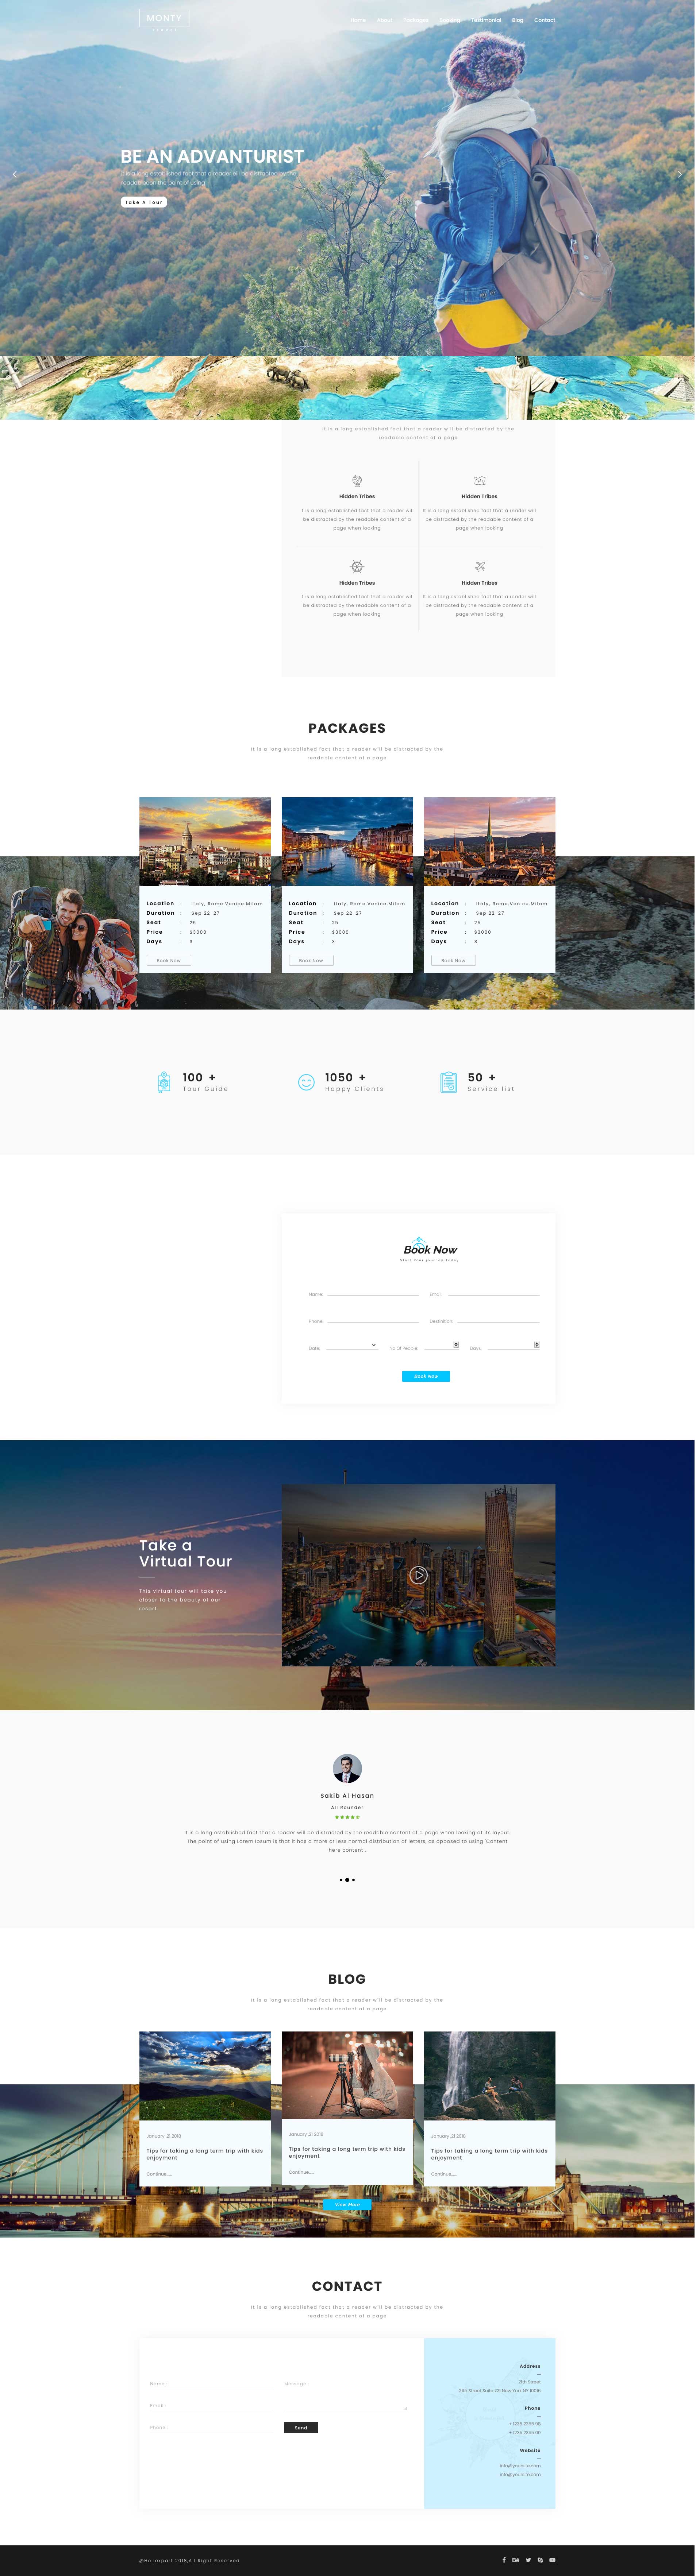 MONTY
TRAVEL
Home About Packages Booking Testimonial Blog Contact
BE AN ADVANTURIST
It is a long established fact that a reader will be distracted by the
readable on the point of using
Take A Tour
It is a long established fact that a reader will be distracted by the
readable content of a page
Hidden Tribes
It is a long established fact that a reader will
be distracted by the readable content of a
page when looking
Hidden Tribes
It is a long established fact that a reader will
be distracted by the readable content of a
page when looking
Hidden Tribes
It is a long established fact that a reader will
be distracted by the readable content of a
page when looking
Hidden Tribes
It is a long established fact that a reader will
be distracted by the readable content of a
page when looking
PACKAGES
It is a long established fact that a reader will be distracted by the
readable content of a page
Location : Italy, Rome.Venice.Milam
Duration : Sep 22-27
Seat : 25
Price : $3000
Days : 3
Book Now
Location : Italy, Rome.Venice.Milam
Duration : Sep 22-27
Seat : 25
Price : $3000
Days : 3
Book Now
Location : Italy, Rome.Venice.Milam
Duration : Sep 22-27
Seat : 25
Price : $3000
Days : 3
Book Now
100 +
Tour Guide
1050 +
Happy Clients
50 +
Service list
Book Now
Start Your Journey Today
Name: Email:
Phone: Destination:
Date: No Of People: Days:
Book Now
Take a
Virtual Tour
This virtual tour will take you
closer to the beauty of our
resort
Sakib Al Hasan
All Rounder
It is a long established fact that a reader will be distracted by the readable content of a page when looking at its layout.
The point of using Lorem Ipsum is that it has a more or less normal distribution of letters, as opposed to using 'Content
here content.
BLOG
It is a long established fact that a reader will be distracted by the
readable content of a page
January ,21 2018
Tips for taking a long term trip with kids
enjoyment
Continue.....
January, 21 2018
Tips for taking a long term trip with kids
enjoyment
Continue.....
January ,21 2018
Tips for taking a long term trip with kids
enjoyment
Continue.....
View More
CONTACT
It is a long established fact that a reader will be distracted by the
readable content of a page
Name :
Email :
Phone :
Message :
Send
Address
25th Street
Suite 721 New York NY 10016
Phone
+ 1235 2355 98
+ 1235 2355 00
Website
info@yoursite.com
info@yoursite.com
@Helloxpart 2018,All Right Reserved